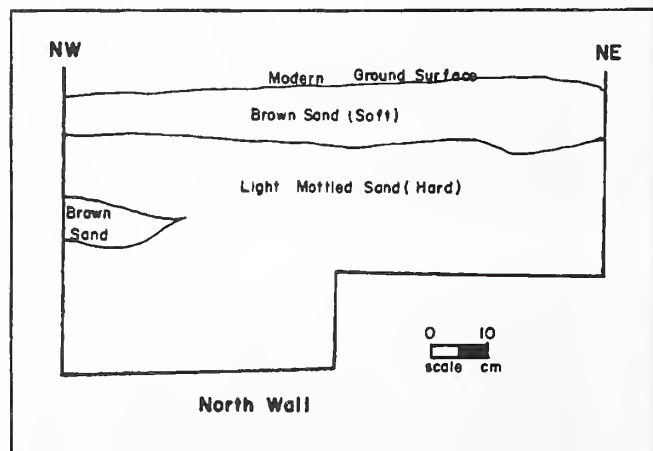 NW
NE
Modern Ground Surface
Brown Sand (Soft)
Light Mottled Sand (Hard)
Brown
Sand
0 10
scale cm
North Wall